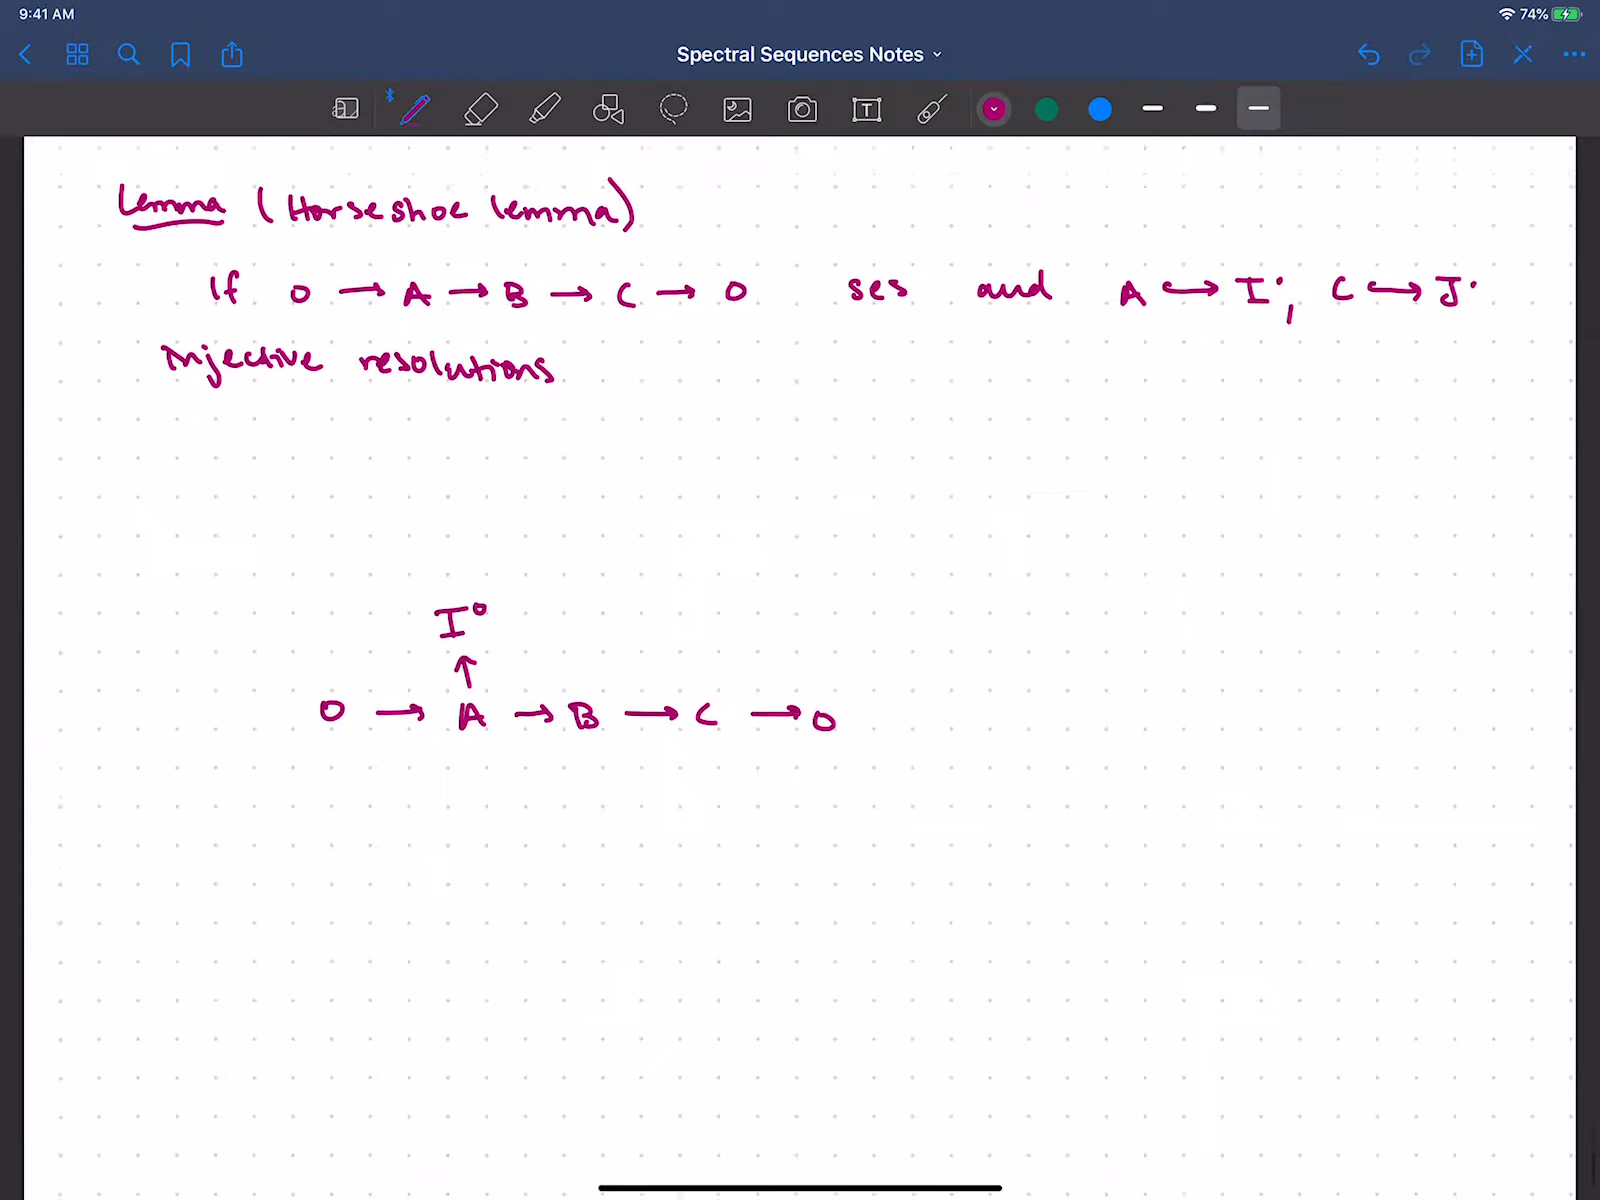 9:41 AM
74%
Spectral Sequences Notes
Lemma (Horseshoe lemma)
If 0 → A → B → C → 0 ses and A ↪ I˙, C ↪ J˙
injective resolutions
I⁰
↑
0 → A → B → C → 0